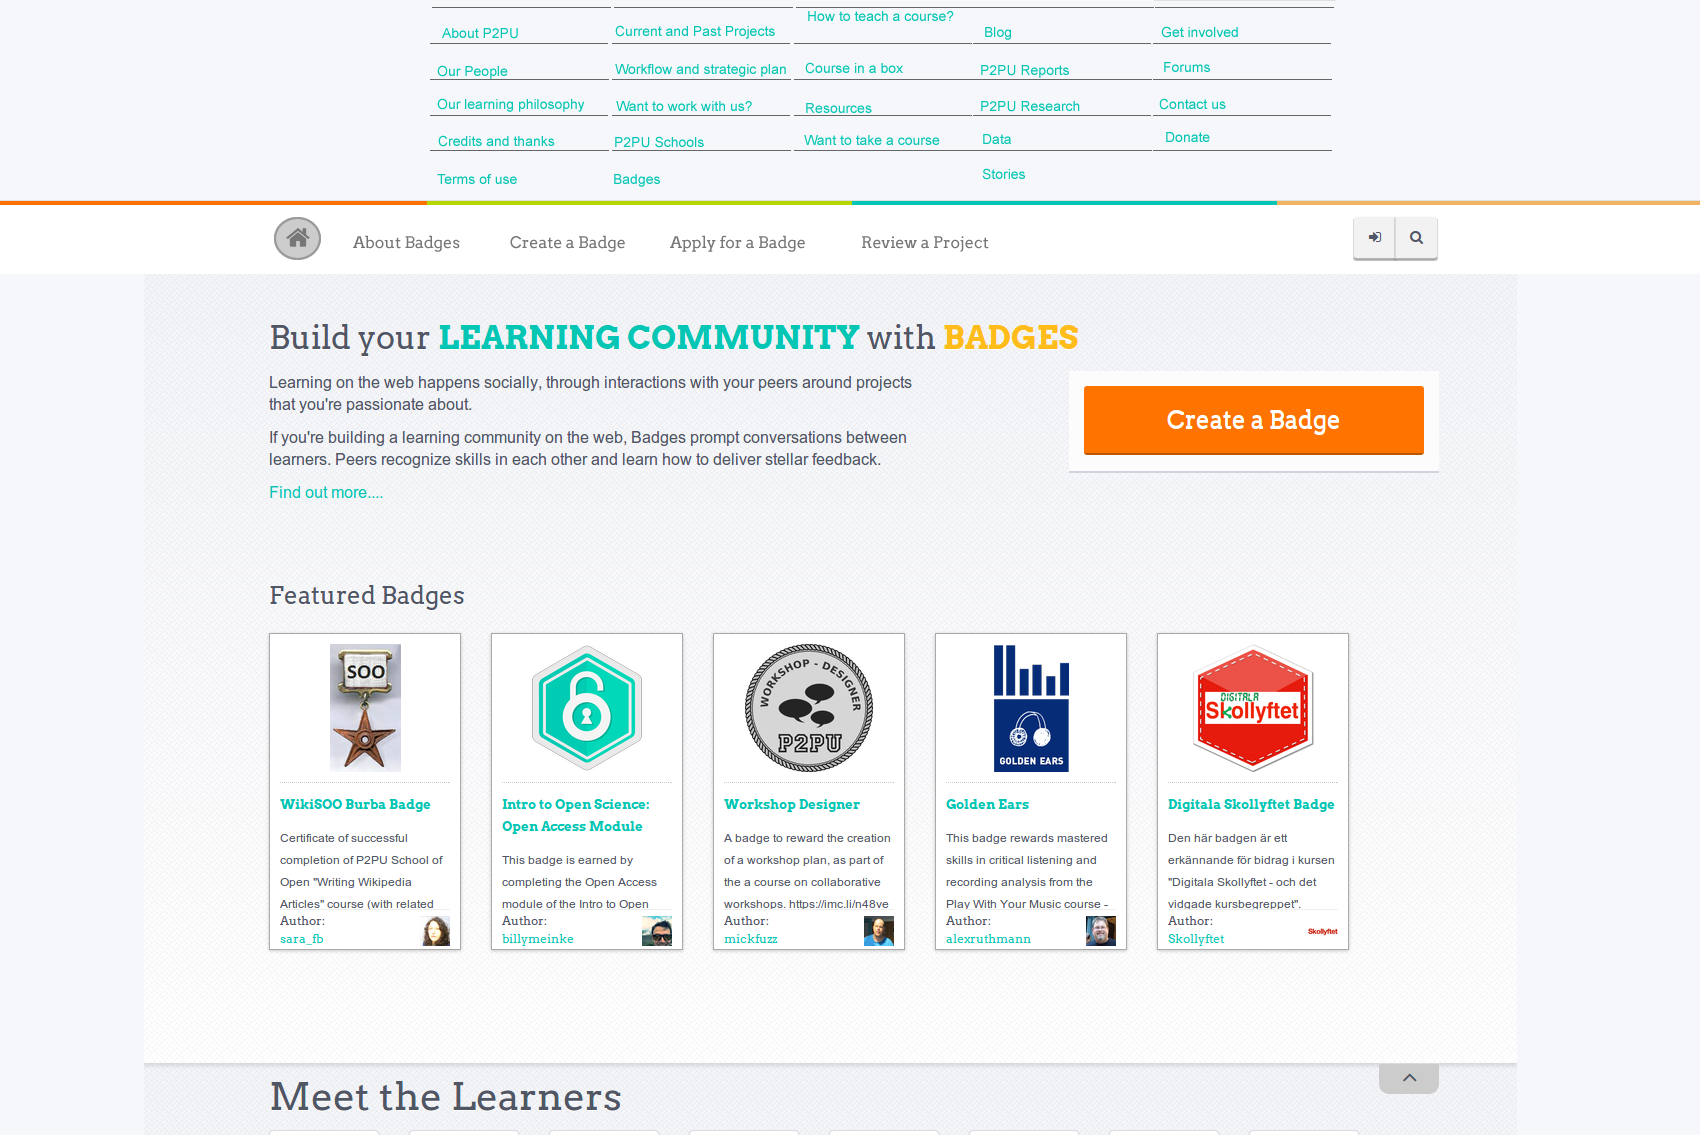 How to teach a course?
About P2PU
Current and Past Projects
Blog
Get involved
Our People
Workflow and strategic plan
Course in a box
P2PU Reports
Forums
Our learning philosophy
Want to work with us?
Resources
P2PU Research
Contact us
Credits and thanks
P2PU Schools
Want to take a course
Data
Donate
Terms of use
Badges
Stories
About Badges
Create a Badge
Apply for a Badge
Review a Project
Build your LEARNING COMMUNITY with BADGES
Learning on the web happens socially, through interactions with your peers around projects
that you're passionate about.
If you're building a learning community on the web, Badges prompt conversations between
learners. Peers recognize skills in each other and learn how to deliver stellar feedback.
Find out more....
Create a Badge
Featured Badges
SOO
WikiSOO Burba Badge
Certificate of successful
completion of P2PU School of
Open "Writing Wikipedia
Articles" course (with related
Author:
sara_fb
Intro to Open Science:
Open Access Module
This badge is earned by
completing the Open Access
module of the Intro to Open
Author:
billymeinke
WORKSHOP - DESIGNER
P2PU
Workshop Designer
A badge to reward the creation
of a workshop plan, as part of
the a course on collaborative
workshops. https://imc.li/n48ve
Author:
mickfuzz
GOLDEN EARS
Golden Ears
This badge rewards mastered
skills in critical listening and
recording analysis from the
Play With Your Music course -
Author:
alexruthmann
DIGITALA
Skollyftet
Digitala Skollyftet Badge
Den här badgen är ett
erkännande för bidrag i kursen
"Digitala Skollyftet - och det
vidgade kursbegreppet".
Author:
Skollyftet
Skollyftet
Meet the Learners